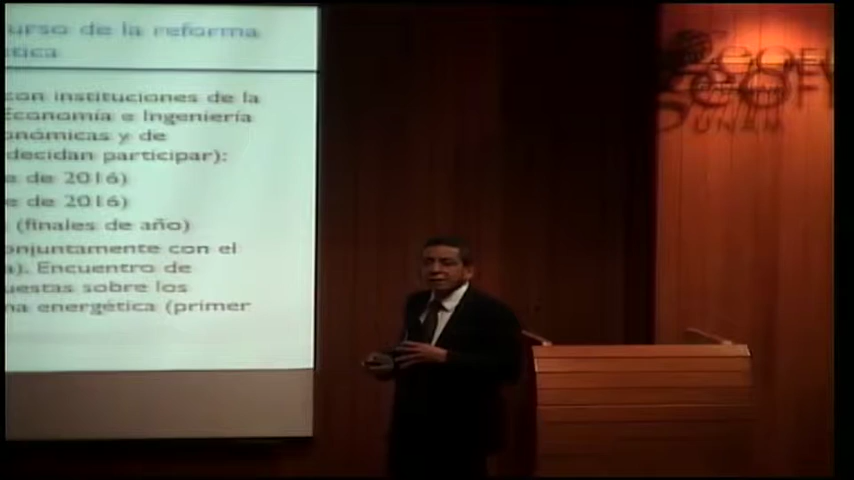 urso de la reforma
tica
con instituciones de la
Economía e Ingeniería
onómicas y de
decidan participar):
e de 2016)
e de 2016)
(finales de año)
onjuntamente con el
a). Encuentro de
uestas sobre los
na energética (primer
UNAM